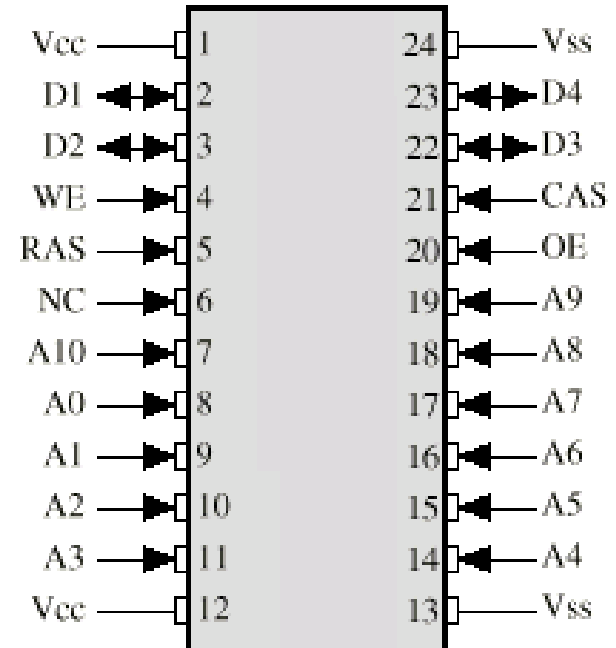 Vcc 1 24 Vss
D1 2 23 D4
D2 3 22 D3
WE 4 21 CAS
RAS 5 20 OE
NC 6 19 A9
A10 7 18 A8
A0 8 17 A7
A1 9 16 A6
A2 10 15 A5
A3 11 14 A4
Vcc 12 13 Vss